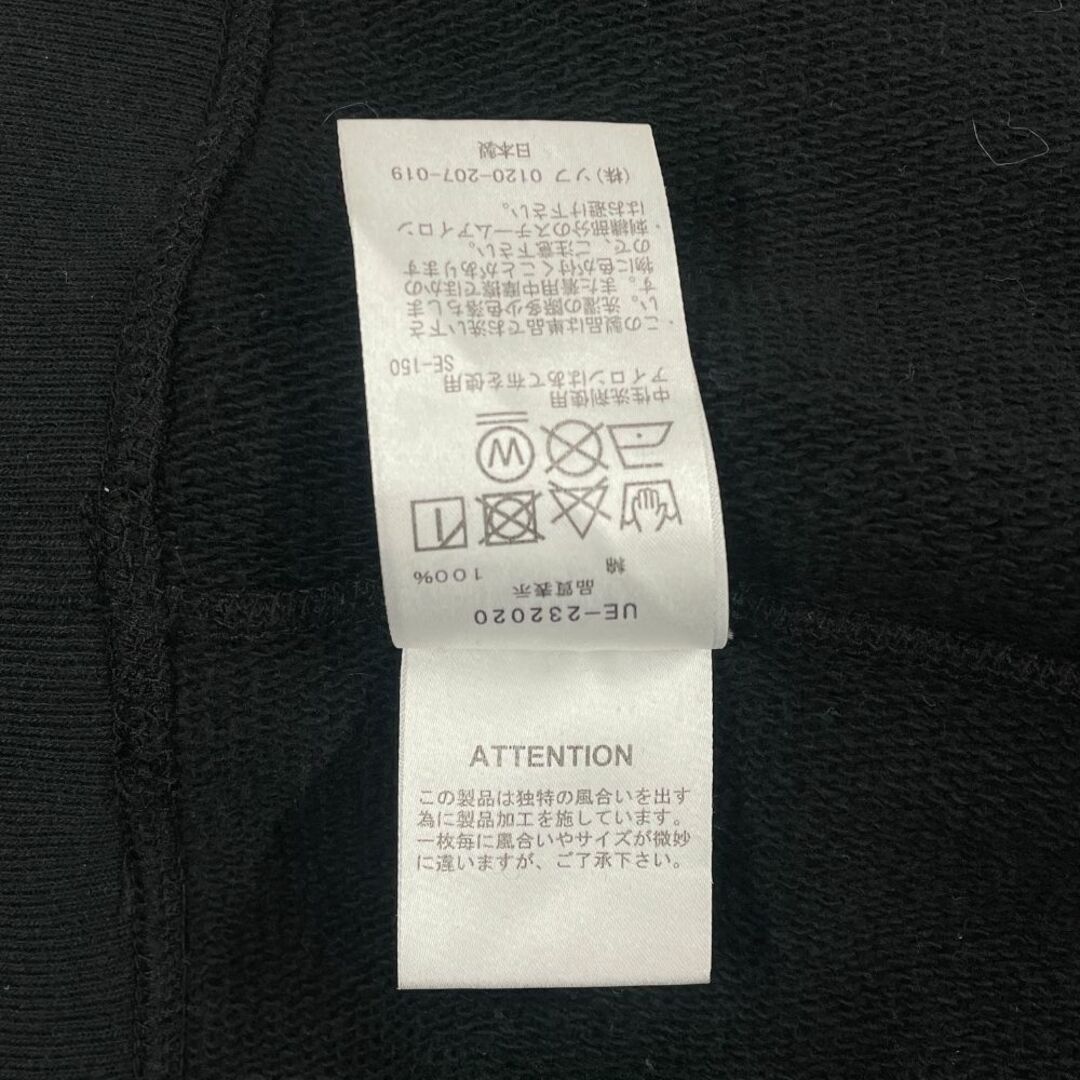 UE-232020
品質表示
綿 100%
中性洗剤使用
アイロンはあて布を使用
SE-150
・この製品は単品でお洗い下さ
い。洗濯の際多少色落ちしま
す。また着用中摩擦でほかの
物に色が付くことがあります
ので、ご注意下さい。
・刺繍部分のスチームアイロン
はお避け下さい。
(株)ソフ 0120-207-019
日本製
ATTENTION
この製品は独特の風合いを出す
為に製品加工を施しています。
一枚毎に風合いやサイズが微妙
に違いますが、ご了承下さい。